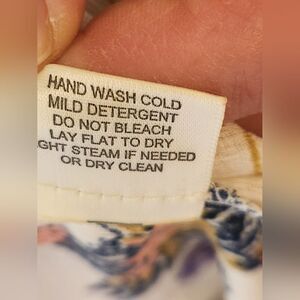 HAND WASH COLD
MILD DETERGENT
DO NOT BLEACH
LAY FLAT TO DRY
GHT STEAM IF NEEDED
OR DRY CLEAN